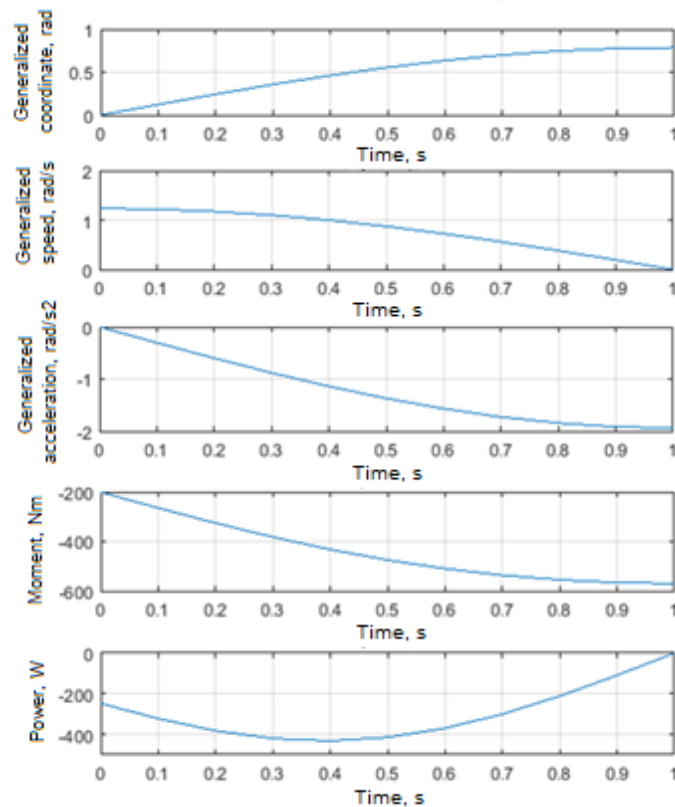 Generalized
coordinate, rad
1
0.5
0
0 0.1 0.2 0.3 0.4 0.5 0.6 0.7 0.8 0.9 1
Time, s
Generalized
speed, rad/s
2
1
0
0 0.1 0.2 0.3 0.4 0.5 0.6 0.7 0.8 0.9 1
Time, s
Generalized
acceleration, rad/s2
0
-1
-2
0 0.1 0.2 0.3 0.4 0.5 0.6 0.7 0.8 0.9 1
Time, s
Moment, Nm
-200
-400
-600
0 0.1 0.2 0.3 0.4 0.5 0.6 0.7 0.8 0.9 1
Time, s
Power, W
0
-200
-400
0 0.1 0.2 0.3 0.4 0.5 0.6 0.7 0.8 0.9 1
Time, s